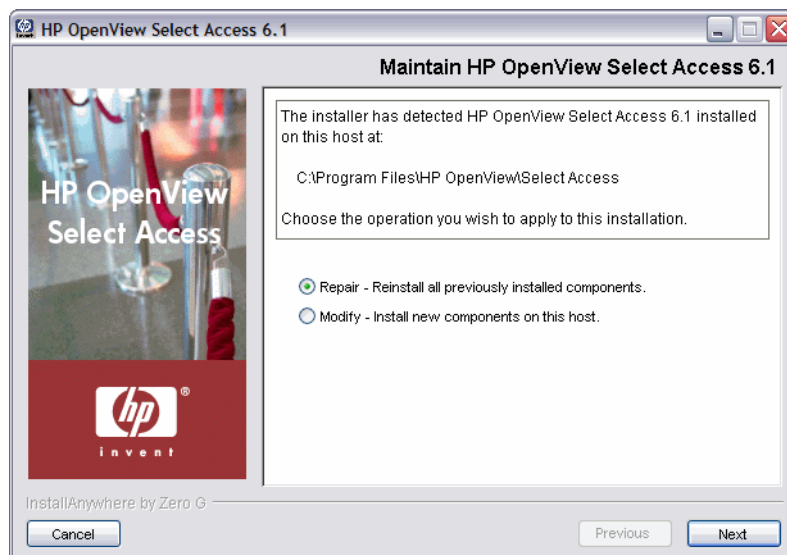 HP OpenView Select Access 6.1
Maintain HP OpenView Select Access 6.1
HP OpenView
Select Access
hp
®
invent
The installer has detected HP OpenView Select Access 6.1 installed
on this host at:
C:\Program Files\HP OpenView\Select Access
Choose the operation you wish to apply to this installation.
Repair - Reinstall all previously installed components.
Modify - Install new components on this host.
InstallAnywhere by Zero G
Cancel
Previous
Next